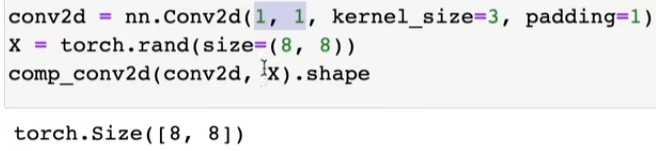 conv2d = nn.Conv2d(1, 1, kernel_size=3, padding=1)
X = torch.rand(size=(8, 8))
comp_conv2d(conv2d, X).shape
torch.Size([8, 8])